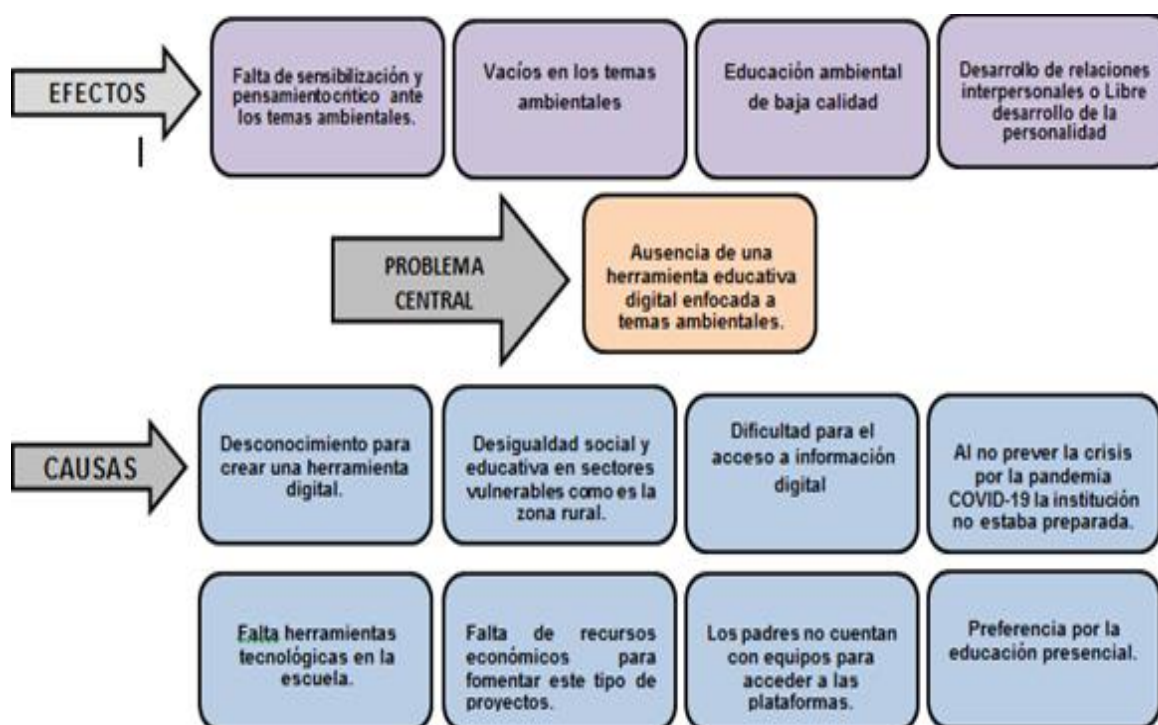 EFECTOS
Falta de sensibilización y
pensamiento critico ante
los temas ambientales.
Vacíos en los temas
ambientales
Educación ambiental
de baja calidad
Desarrollo de relaciones
interpersonales o Libre
desarrollo de la
personalidad
PROBLEMA
CENTRAL
Ausencia de una
herramienta educativa
digital enfocada a
temas ambientales.
CAUSAS
Desconocimiento para
crear una herramienta
digital.
Desigualdad social y
educativa en sectores
vulnerables como es la
zona rural.
Dificultad para el
acceso a información
digital
Al no prever la crisis
por la pandemia
COVID-19 la institución
no estaba preparada.
Falta herramientas
tecnológicas en la
escuela.
Falta de recursos
económicos para
fomentar este tipo de
proyectos.
Los padres no cuentan
con equipos para
acceder a las
plataformas.
Preferencia por la
educación presencial.